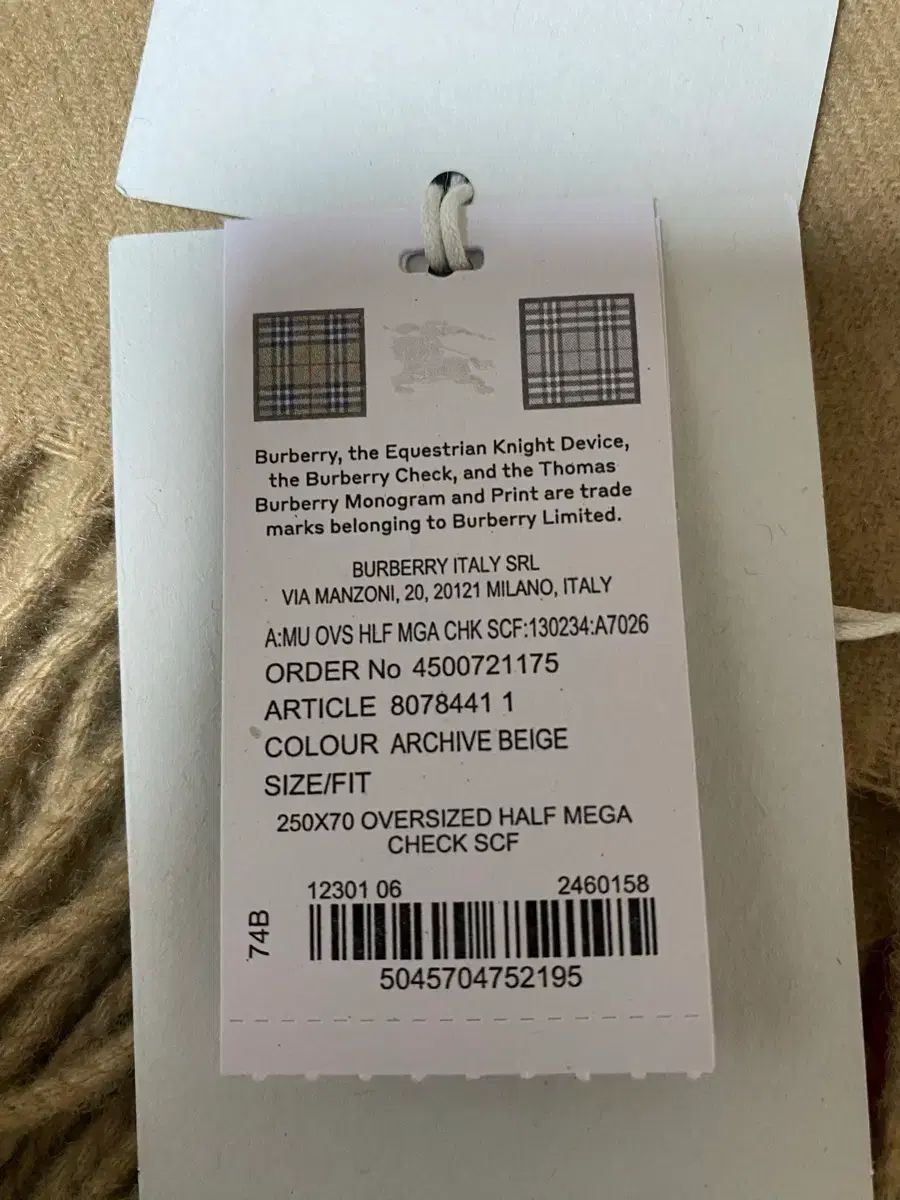 Burberry, the Equestrian Knight Device,
the Burberry Check, and the Thomas
Burberry Monogram and Print are trade
marks belonging to Burberry Limited.
BURBERRY ITALY SRL
VIA MANZONI, 20, 20121 MILANO, ITALY
A:MU OVS HLF MGA CHK SCF:130234:A7026
ORDER No 4500721175
ARTICLE 8078441 1
COLOUR ARCHIVE BEIGE
SIZE/FIT
250X70 OVERSIZED HALF MEGA
CHECK SCF
12301 06 2460158
74B
5045704752195